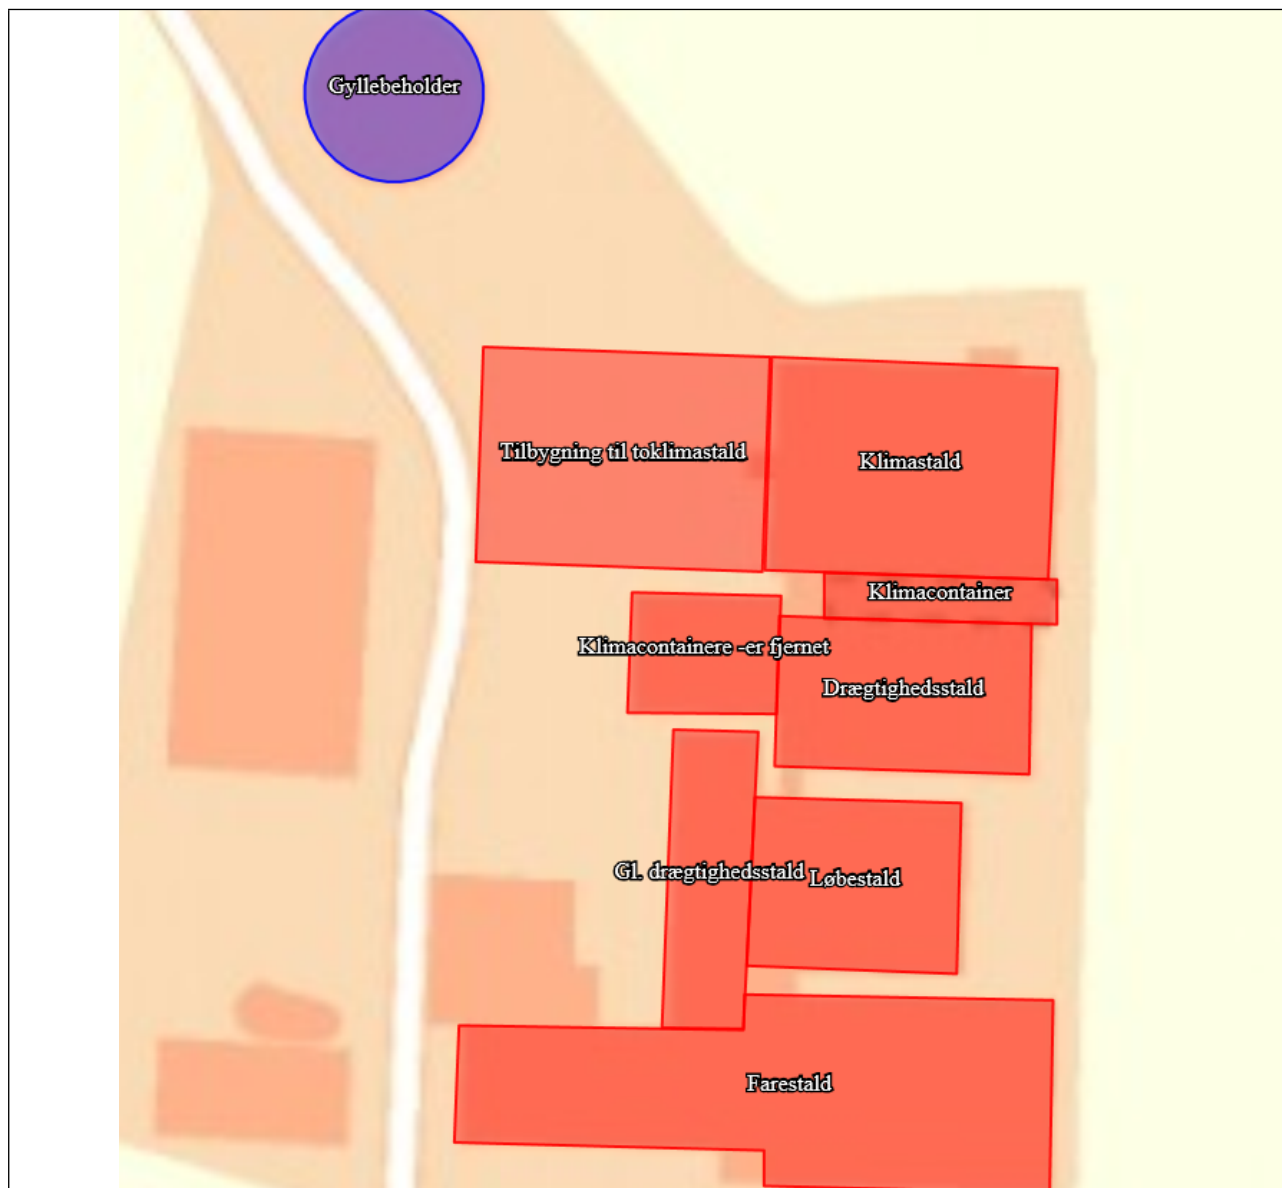 Gyllebeholder
Tilbygning til toklimastald
Klimastald
Klimacontainer
Klimacontainere -er fjernet
Drægtighedsstald
Gl. drægtighedsstald
Løbestald
Farestald